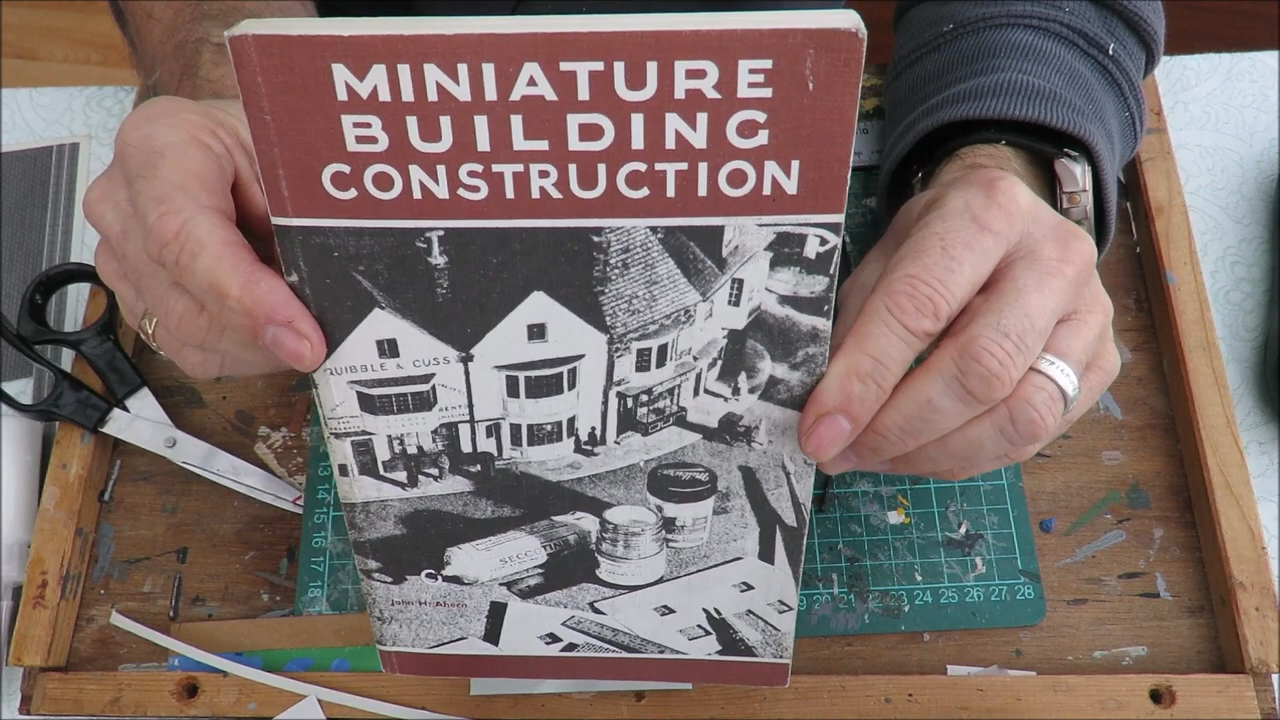 MINIATURE
BUILDING
CONSTRUCTION
QUIBBLE & CUSS
SECCOTINE
John H. Ahern
13 14 15 16 17 18
19 20 21 22 23 24 25 26 27 28